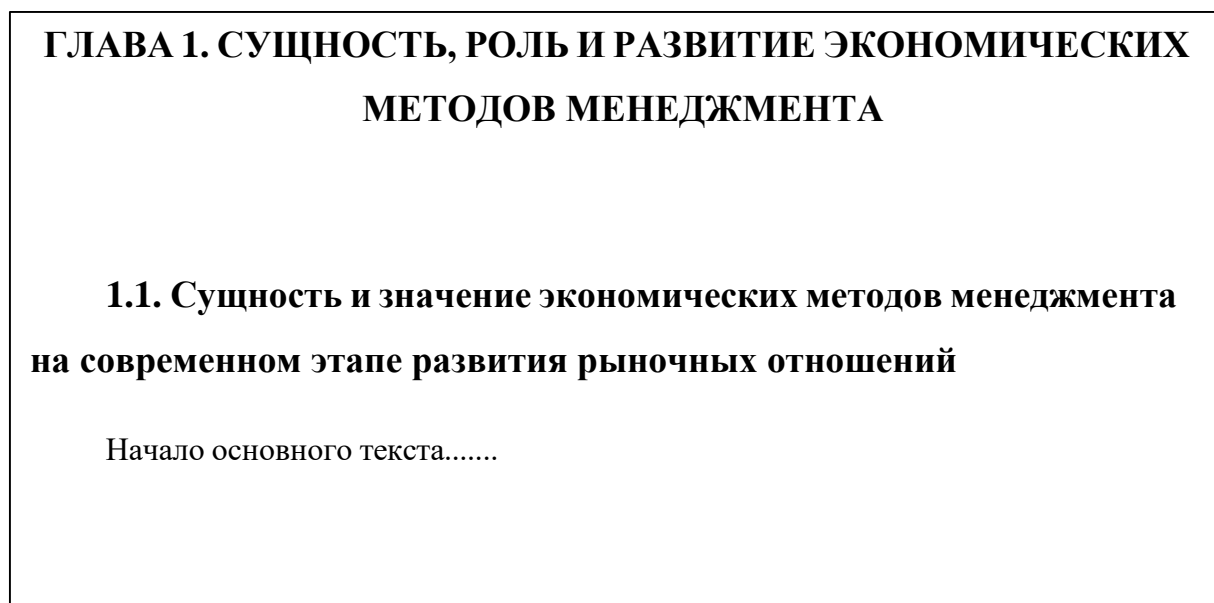 ГЛАВА 1. СУЩНОСТЬ, РОЛЬ И РАЗВИТИЕ ЭКОНОМИЧЕСКИХ
МЕТОДОВ МЕНЕДЖМЕНТА
1.1. Сущность и значение экономических методов менеджмента
на современном этапе развития рыночных отношений
Начало основного текста.......